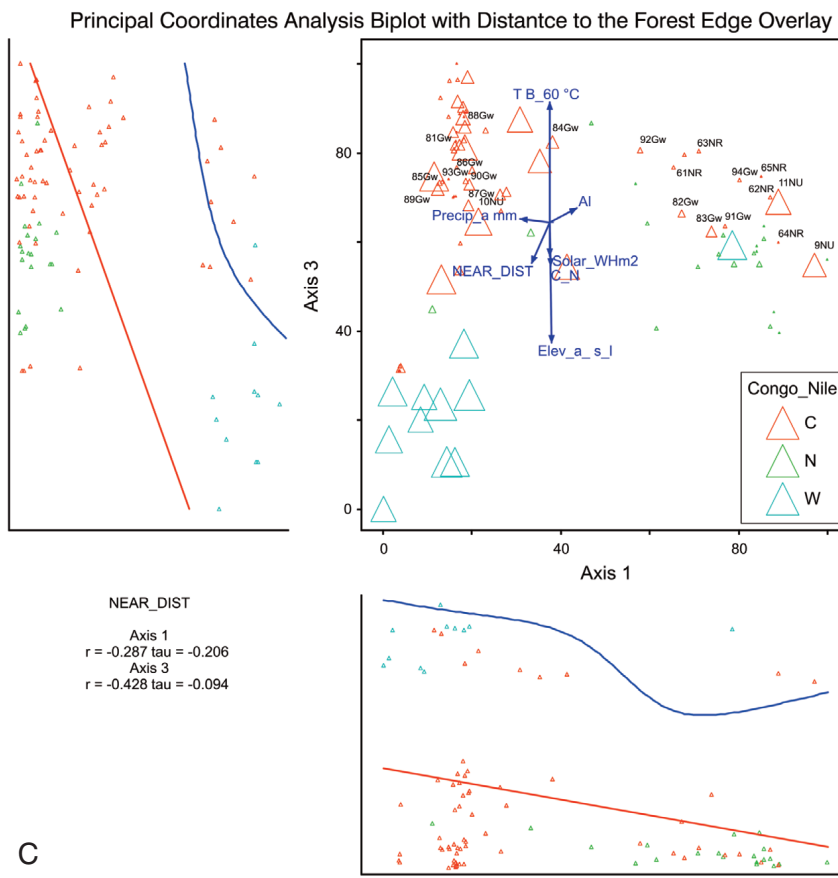 Principal Coordinates Analysis Biplot with Distantce to the Forest Edge Overlay
T B_60 °C
88Gw
84Gw
81Gw
92Gw
63NR
86Gw
61NR
65NR
85Gw
93Gw
90Gw
94Gw
11NU
89Gw
87Gw
62NR
10NU
82Gw
AI
Precip_a mm
83Gw
91Gw
64NR
9NU
NEAR_DIST
Solar_WHm2
C_N
Elev_a_ s_l
80
40
0
Axis 3
Congo_Nile
C
N
W
0
40
80
Axis 1
NEAR_DIST
Axis 1
r = -0.287 tau = -0.206
Axis 3
r = -0.428 tau = -0.094
C